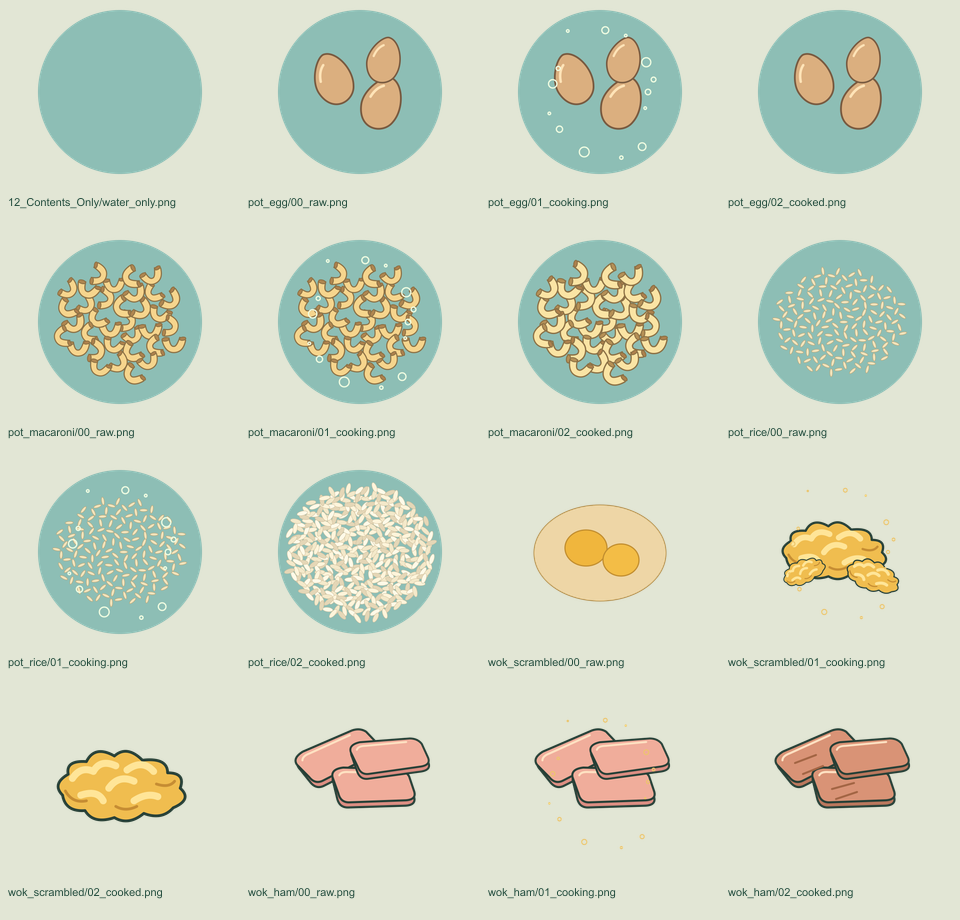 12_Contents_Only/water_only.png
pot_egg/00_raw.png
pot_egg/01_cooking.png
pot_egg/02_cooked.png
pot_macaroni/00_raw.png
pot_macaroni/01_cooking.png
pot_macaroni/02_cooked.png
pot_rice/00_raw.png
pot_rice/01_cooking.png
pot_rice/02_cooked.png
wok_scrambled/00_raw.png
wok_scrambled/01_cooking.png
wok_scrambled/02_cooked.png
wok_ham/00_raw.png
wok_ham/01_cooking.png
wok_ham/02_cooked.png